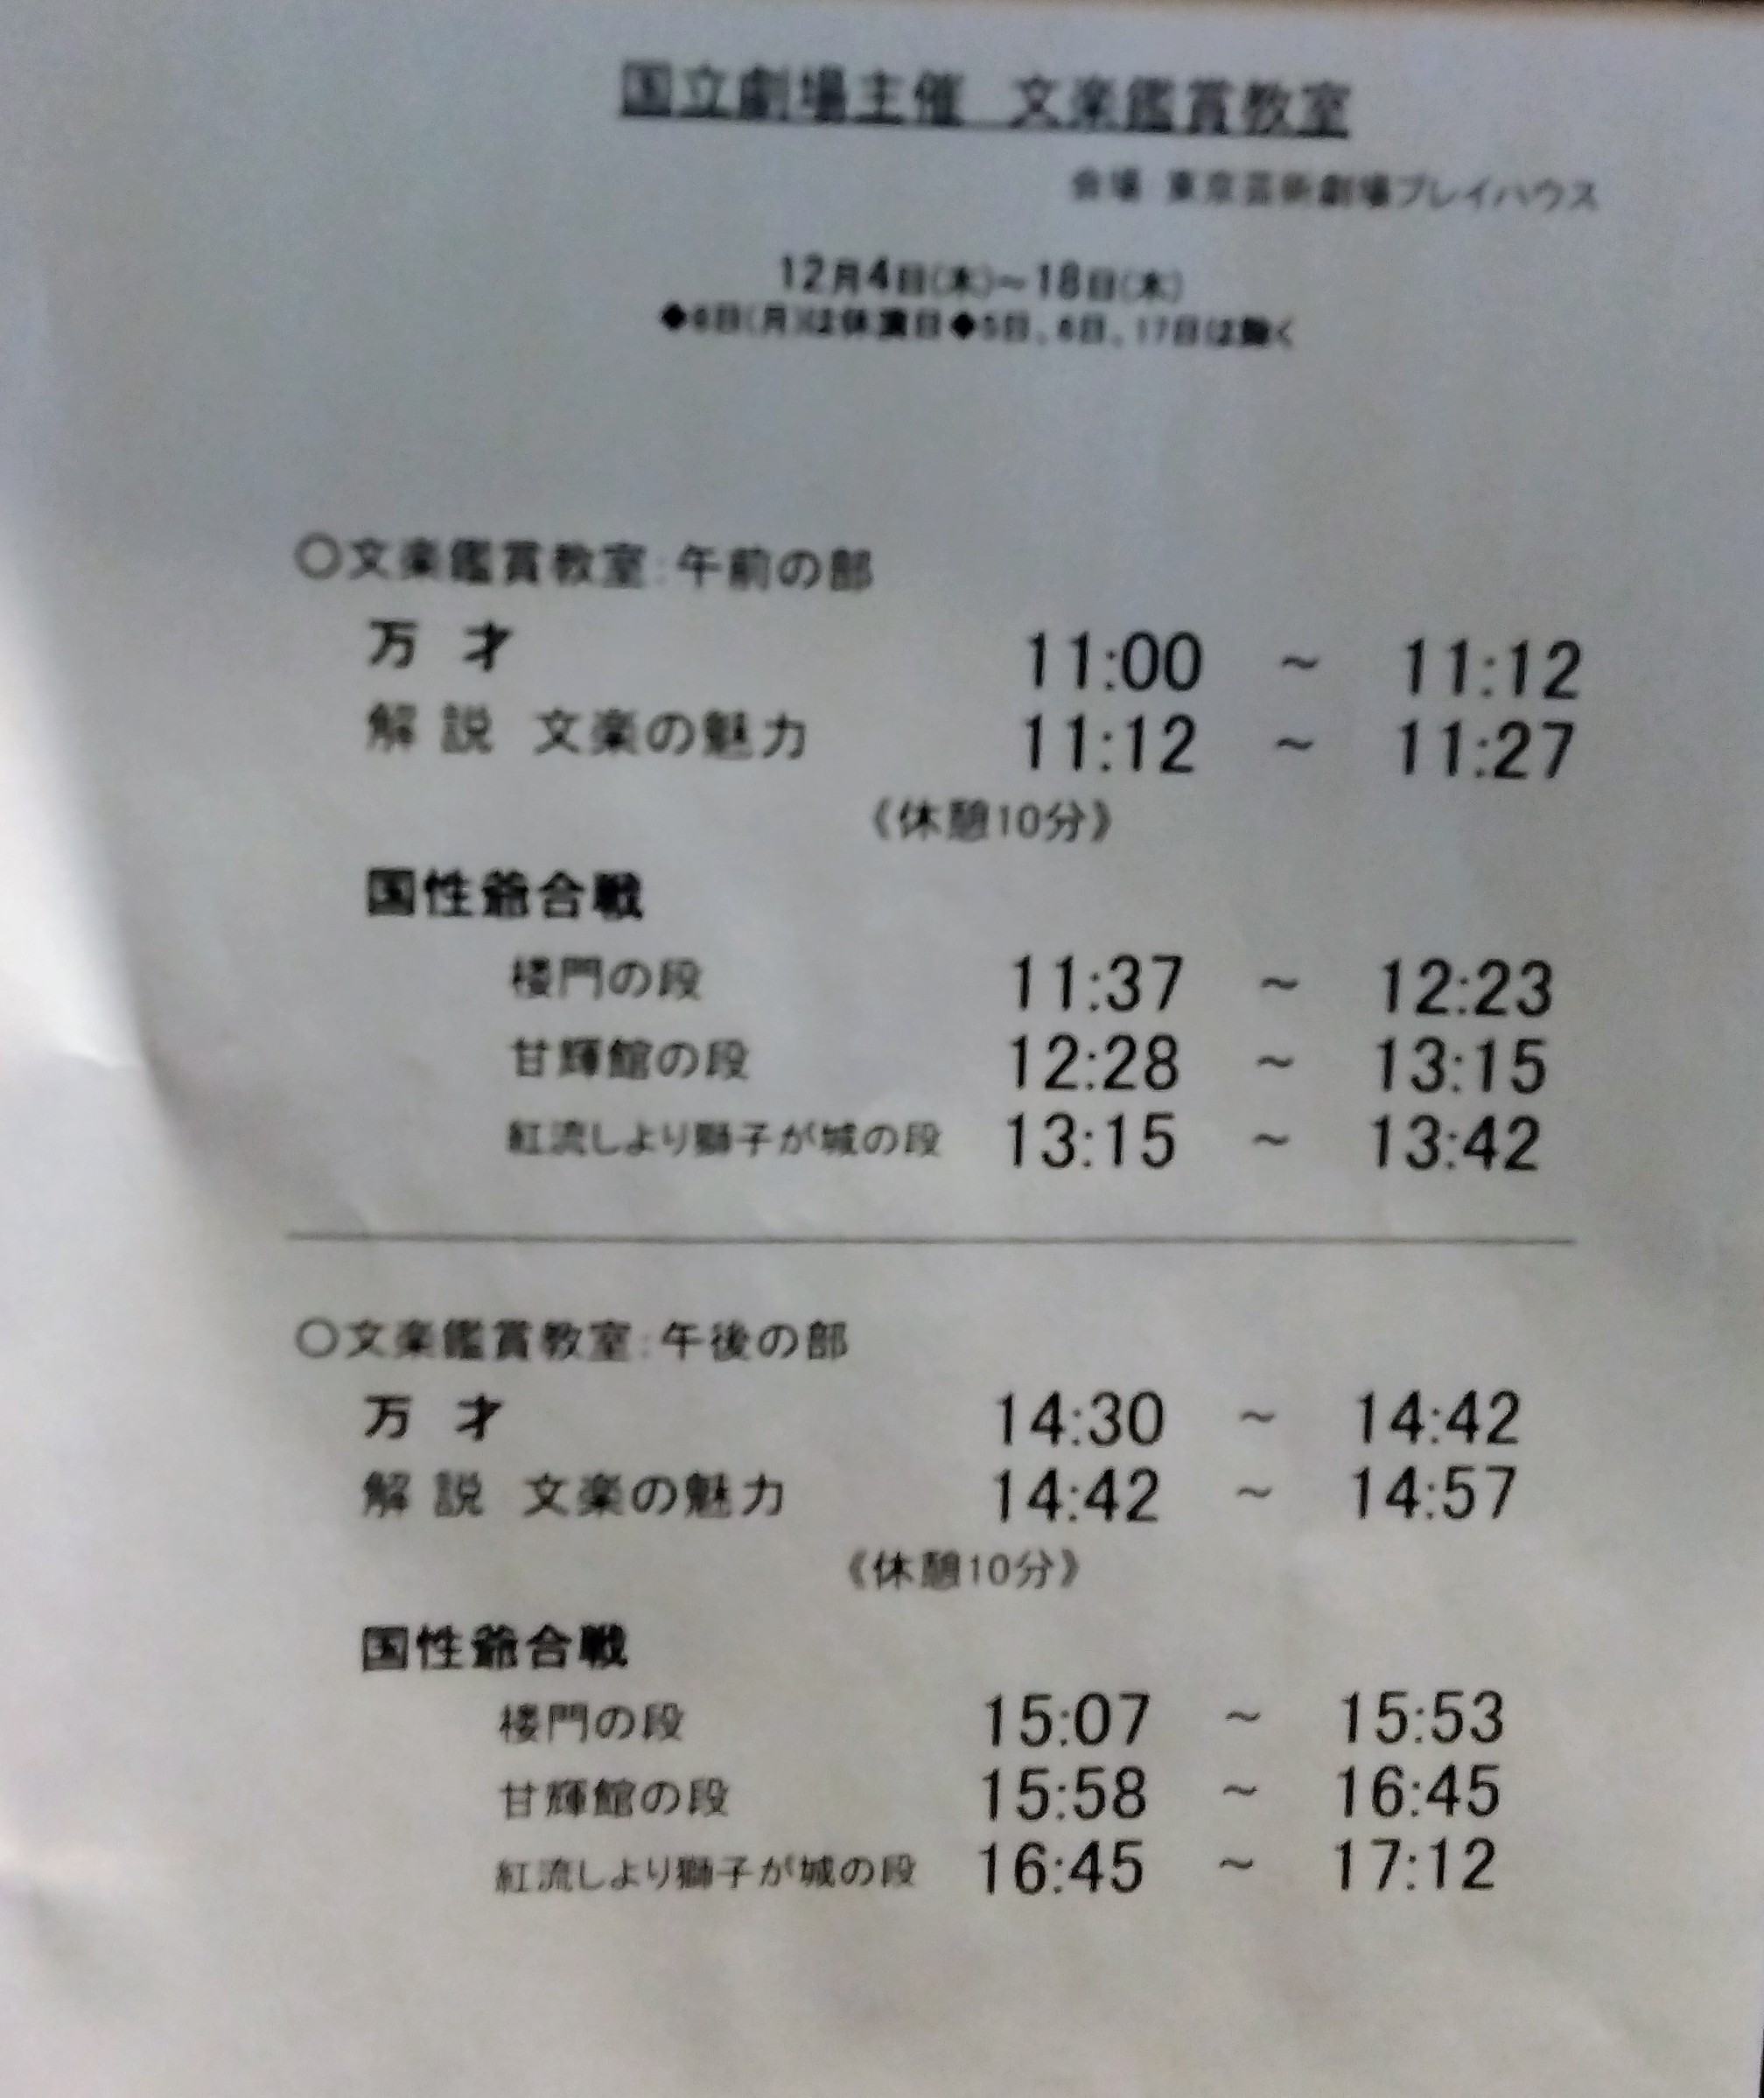 国立劇場主催 文楽鑑賞教室
会場 東京芸術劇場プレイハウス
12月4日(木)~18日(木)
◆8日(月)は休演日◆5日、6日、17日は除く
○文楽鑑賞教室:午前の部
万 才 11:00 ~ 11:12
解 説 文楽の魅力 11:12 ~ 11:27
《休憩10分》
国性爺合戦
楼門の段 11:37 ~ 12:23
甘輝館の段 12:28 ~ 13:15
紅流しより獅子が城の段 13:15 ~ 13:42
○文楽鑑賞教室:午後の部
万 才 14:30 ~ 14:42
解 説 文楽の魅力 14:42 ~ 14:57
《休憩10分》
国性爺合戦
楼門の段 15:07 ~ 15:53
甘輝館の段 15:58 ~ 16:45
紅流しより獅子が城の段 16:45 ~ 17:12